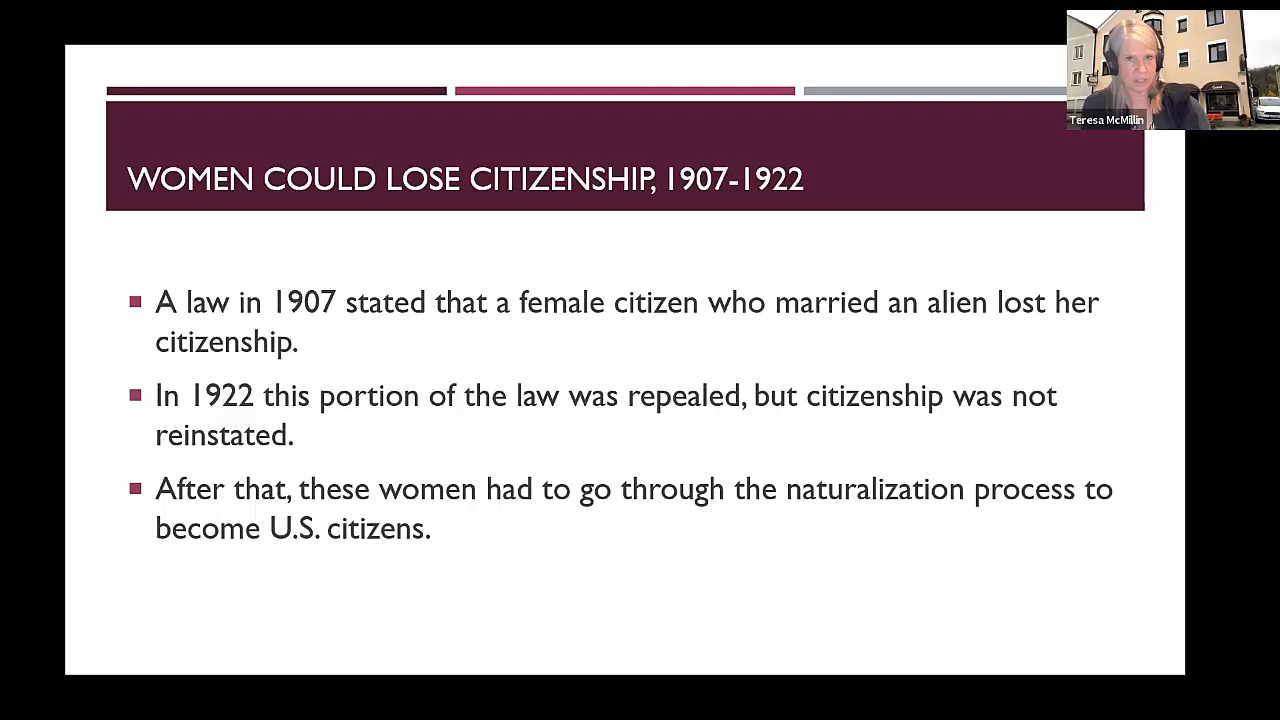 Teresa McMillin
WOMEN COULD LOSE CITIZENSHIP, 1907-1922
A law in 1907 stated that a female citizen who married an alien lost her
citizenship.
In 1922 this portion of the law was repealed, but citizenship was not
reinstated.
After that, these women had to go through the naturalization process to
become U.S. citizens.